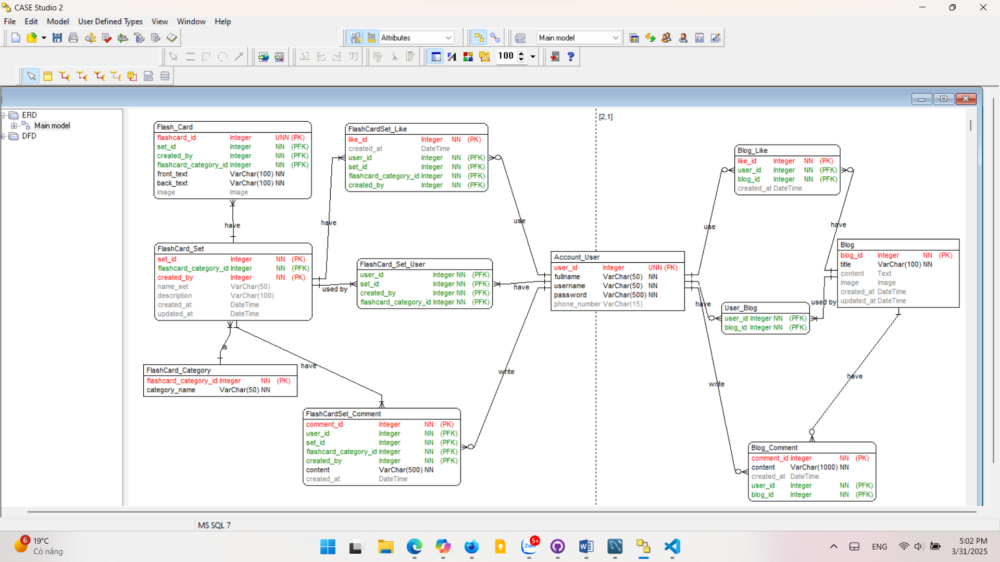 CASE Studio 2
File Edit Model User Defined Types View Window Help
Attributes
Main model
100
ERD
Main model
DFD
[2,1]
Flash_Card
flashcard_id Integer UNN (PK)
set_id Integer NN (PFK)
created_by Integer NN (PFK)
flashcard_category_id Integer NN (PFK)
front_text VarChar(100) NN
back_text VarChar(100) NN
image Image
FlashCardSet_Like
like_id Integer NN (PK)
created_at DateTime
user_id Integer NN (PFK)
set_id Integer NN (PFK)
flashcard_category_id Integer NN (PFK)
created_by Integer NN (PFK)
Blog_Like
like_id Integer NN (PK)
user_id Integer NN (PFK)
blog_id Integer NN (PFK)
created_at DateTime
have
have
use
use
have
FlashCard_Set
set_id Integer NN (PK)
flashcard_category_id Integer NN (PFK)
created_by Integer NN (PK)
name_set VarChar(50)
description VarChar(100)
created_at DateTime
updated_at DateTime
used by
FlashCard_Set_User
user_id Integer NN (PFK)
set_id Integer NN (PFK)
created_by Integer NN (PFK)
flashcard_category_id Integer NN (PFK)
have
Account_User
user_id Integer UNN (PK)
fullname VarChar(50) NN
username VarChar(50) NN
password VarChar(500) NN
phone_number VarChar(15)
have
Blog
blog_id Integer NN (PK)
title VarChar(100) NN
content Text
image Image
created_at DateTime
updated_at DateTime
used by
User_Blog
user_id Integer NN (PFK)
blog_id Integer NN (PFK)
is
have
write
write
have
FlashCard_Category
flashcard_category_id Integer NN (PK)
category_name VarChar(50) NN
FlashCardSet_Comment
comment_id Integer NN (PK)
user_id Integer NN (PFK)
set_id Integer NN (PFK)
flashcard_category_id Integer NN (PFK)
created_by Integer NN (PFK)
content VarChar(500) NN
created_at DateTime
Blog_Comment
comment_id Integer NN (PK)
content VarChar(1000) NN
created_at DateTime
user_id Integer NN (PFK)
blog_id Integer NN (PFK)
MS SQL 7
6
19°C
Có nắng
Zalo
5+
ENG
5:02 PM
3/31/2025